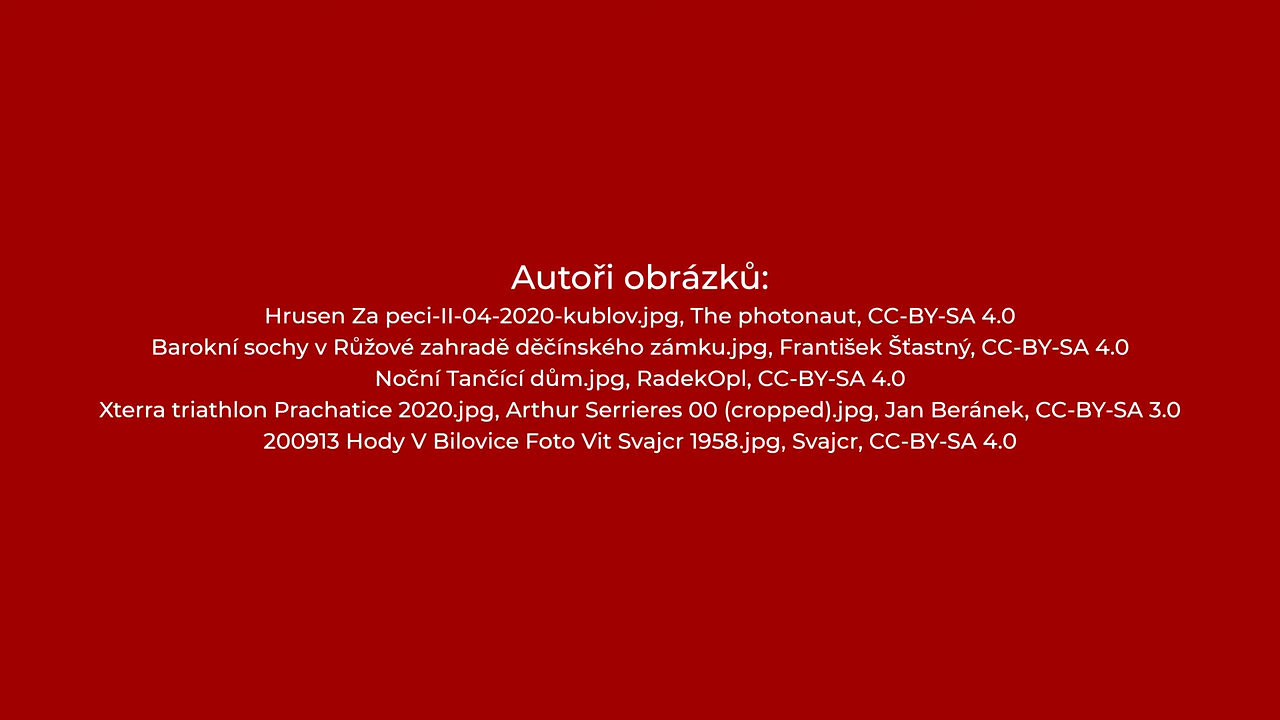 Autoři obrázků:
Hrusen Za peci-II-04-2020-kublov.jpg, The photonaut, CC-BY-SA 4.0
Barokní sochy v Růžové zahradě děčínského zámku.jpg, František Šťastný, CC-BY-SA 4.0
Noční Tančící dům.jpg, RadekOpl, CC-BY-SA 4.0
Xterra triathlon Prachatice 2020.jpg, Arthur Serrieres 00 (cropped).jpg, Jan Beránek, CC-BY-SA 3.0
200913 Hody V Bilovice Foto Vit Svajcr 1958.jpg, Svajcr, CC-BY-SA 4.0